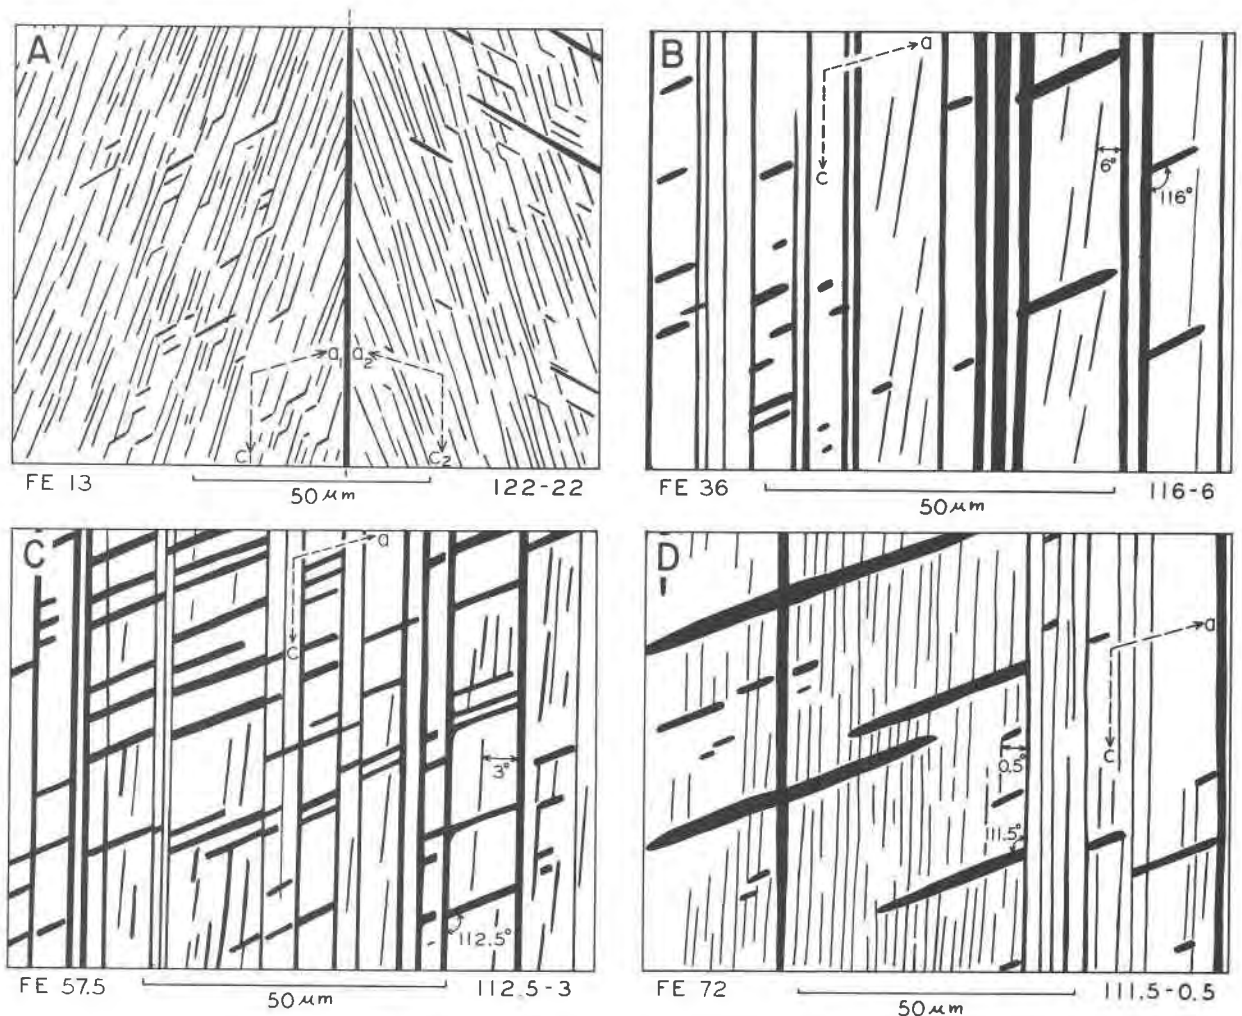 A
a₁ a₂
C C₂
FE 13 50 μm 122-22
B
a
c
6°
116°
FE 36 50 μm 116-6
C
a
c
3°
112.5°
FE 57.5 50 μm 112.5-3
D
a
c
0.5°
111.5°
FE 72 50 μm 111.5-0.5